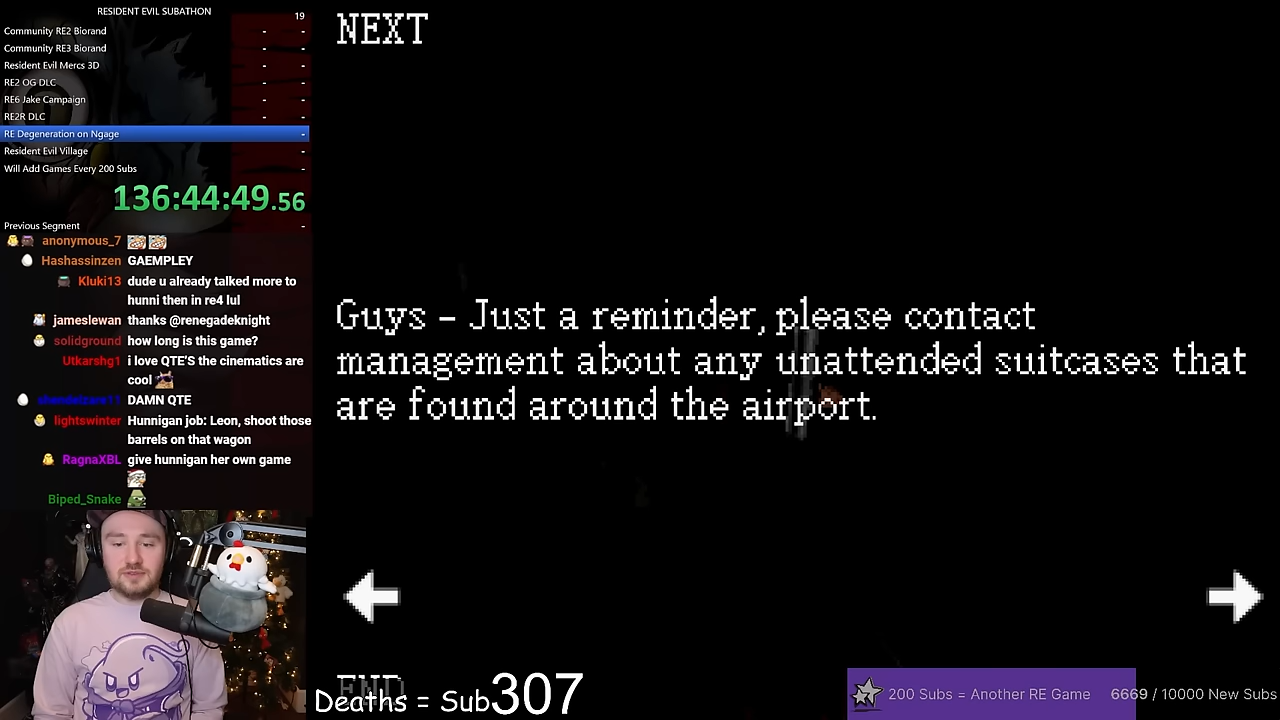 RESIDENT EVIL SUBATHON
19
Community RE2 Biorand - -
Community RE3 Biorand - -
Resident Evil Mercs 3D - -
RE2 OG DLC - -
RE6 Jake Campaign - -
RE2R DLC - -
RE Degeneration on Ngage -
Resident Evil Village -
Will Add Games Every 200 Subs -
136:44:49.56
Previous Segment -
anonymous_7
Hashassinzen GAEMPLEY
Kluki13 dude u already talked more to
hunni then in re4 lul
jameslewan thanks @renegadeknight
solidground how long is this game?
Utkarshg1 i love QTE'S the cinematics are
cool
DAMN QTE
lightswinter Hunnigan job: Leon, shoot those
barrels on that wagon
RagnaXBL give hunnigan her own game
Biped_Snake
NEXT
Guys - Just a reminder, please contact
management about any unattended suitcases that
are found around the airport.
END
Deaths = Sub 307
200 Subs = Another RE Game 6669 / 10000 New Subs